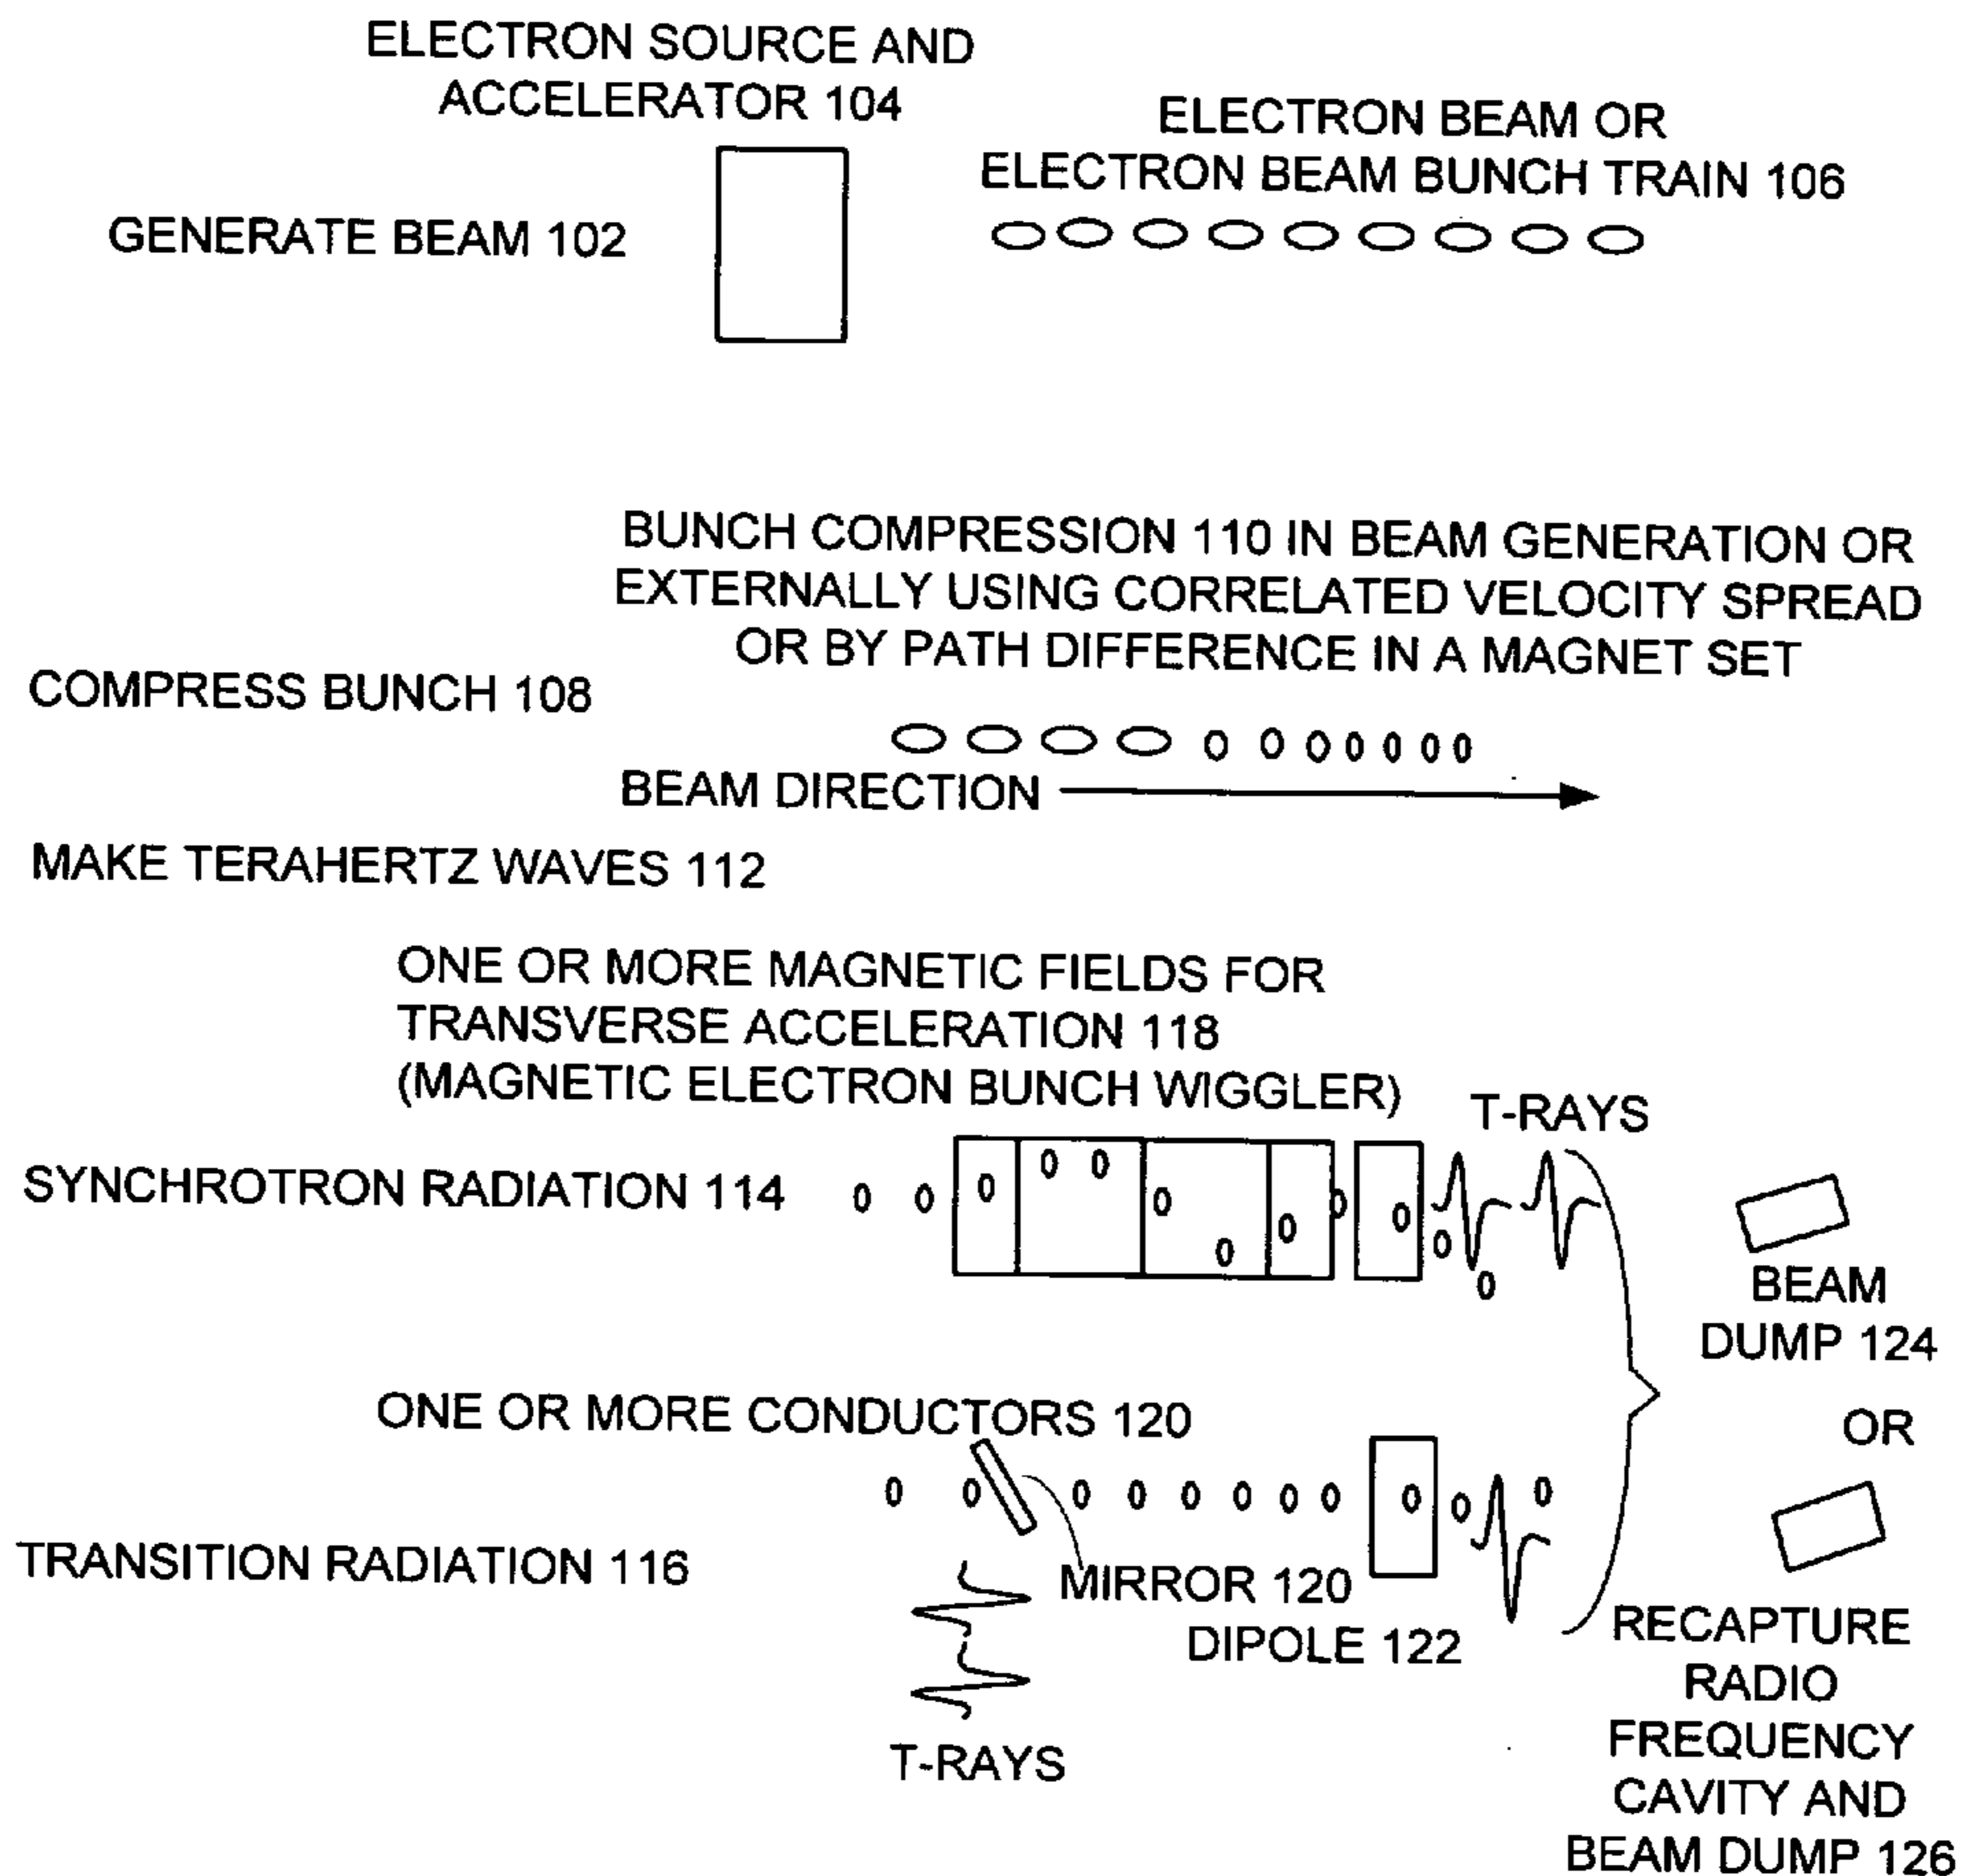 ELECTRON SOURCE AND
ACCELERATOR 104
ELECTRON BEAM OR
ELECTRON BEAM BUNCH TRAIN 106
GENERATE BEAM 102
BUNCH COMPRESSION 110 IN BEAM GENERATION OR
EXTERNALLY USING CORRELATED VELOCITY SPREAD
OR BY PATH DIFFERENCE IN A MAGNET SET
COMPRESS BUNCH 108
BEAM DIRECTION
MAKE TERAHERTZ WAVES 112
ONE OR MORE MAGNETIC FIELDS FOR
TRANSVERSE ACCELERATION 118
(MAGNETIC ELECTRON BUNCH WIGGLER)
T-RAYS
SYNCHROTRON RADIATION 114
BEAM
DUMP 124
ONE OR MORE CONDUCTORS 120
OR
TRANSITION RADIATION 116
MIRROR 120
DIPOLE 122
T-RAYS
RECAPTURE
RADIO
FREQUENCY
CAVITY AND
BEAM DUMP 126